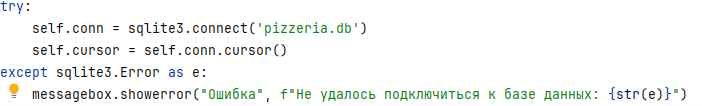 try:
    self.conn = sqlite3.connect('pizzeria.db')
    self.cursor = self.conn.cursor()
except sqlite3.Error as e:
    messagebox.showerror("Ошибка", f"Не удалось подключиться к базе данных: {str(e)}")